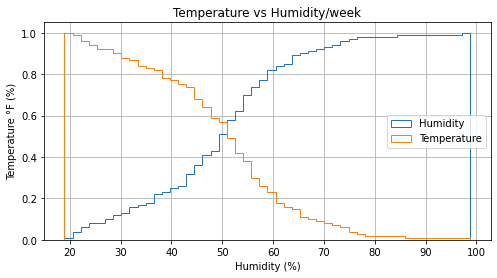 Temperature vs Humidity/week
Temperature °F (%)
1.0
0.8
0.6
0.4
0.2
0.0
Humidity
Temperature
20 30 40 50 60 70 80 90 100
Humidity (%)